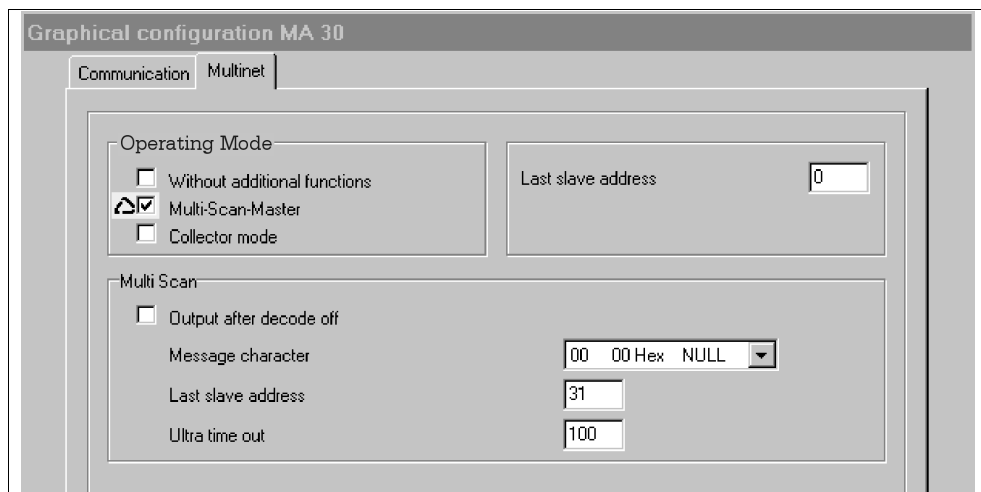 Graphical configuration MA 30
Communication Multinet
Operating Mode
Without additional functions
Multi-Scan-Master
Collector mode
Last slave address 0
Multi Scan
Output after decode off
Message character 00 00 Hex NULL
Last slave address 31
Ultra time out 100